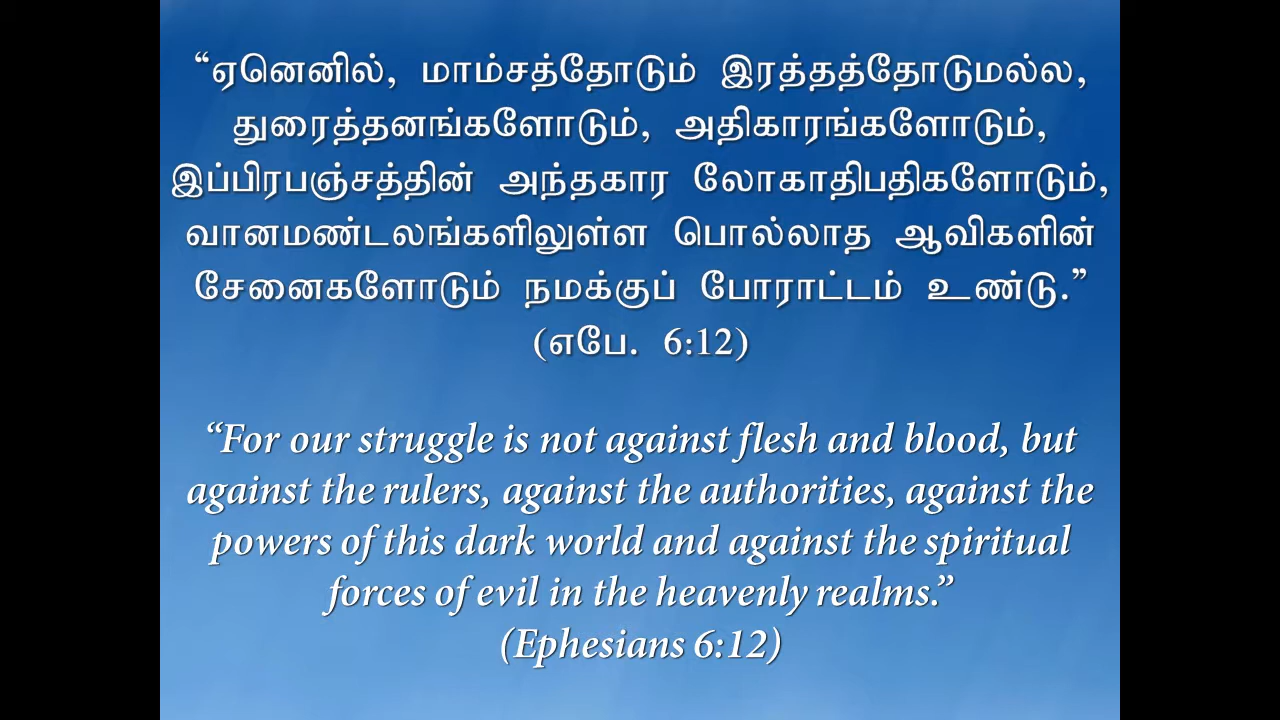 “ஏனெனில், மாம்சத்தோடும் இரத்தத்தோடுமல்ல,
துரைத்தனங்களோடும், அதிகாரங்களோடும்,
இப்பிரபஞ்சத்தின் அந்தகார லோகாதிபதிகளோடும்,
வானமண்டலங்களிலுள்ள பொல்லாத ஆவிகளின்
சேனைகளோடும் நமக்குப் போராட்டம் உண்டு.”
(எபே. 6:12)
“For our struggle is not against flesh and blood, but
against the rulers, against the authorities, against the
powers of this dark world and against the spiritual
forces of evil in the heavenly realms.”
(Ephesians 6:12)